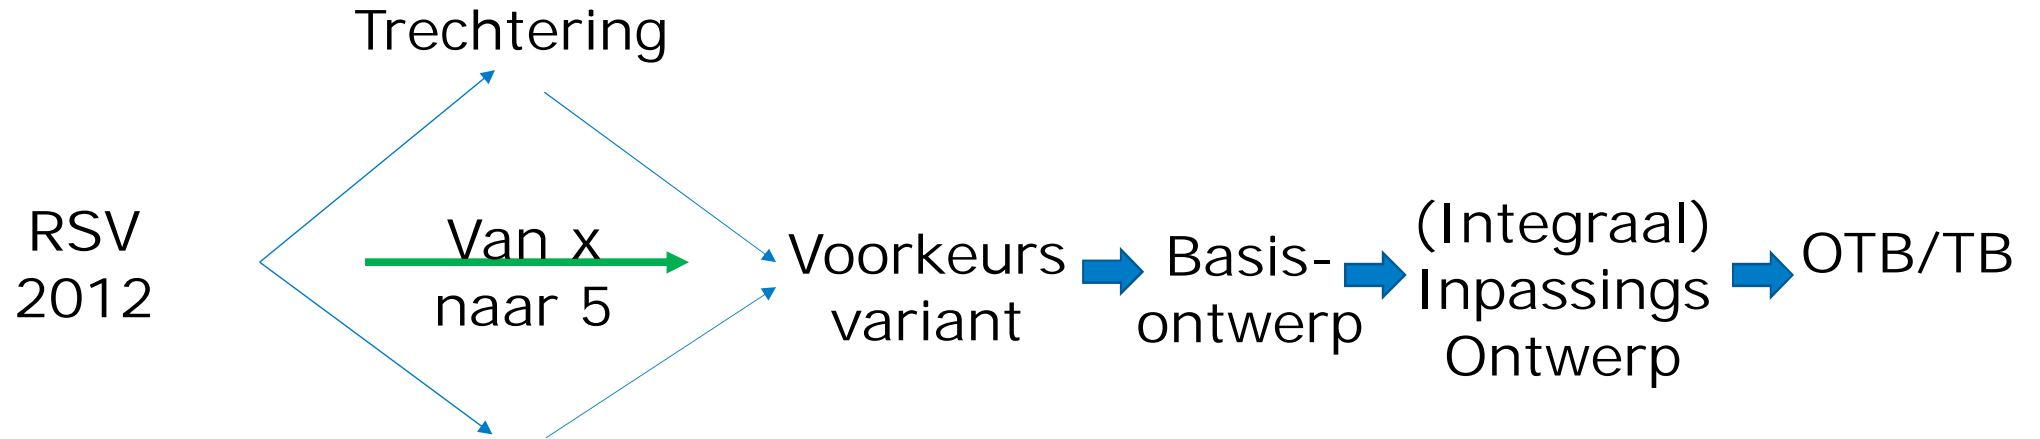 Trechtering
RSV
2012
Van x
naar 5
Voorkeurs
variant
Basis-
ontwerp
(Integraal)
Inpassings
Ontwerp
OTB/TB